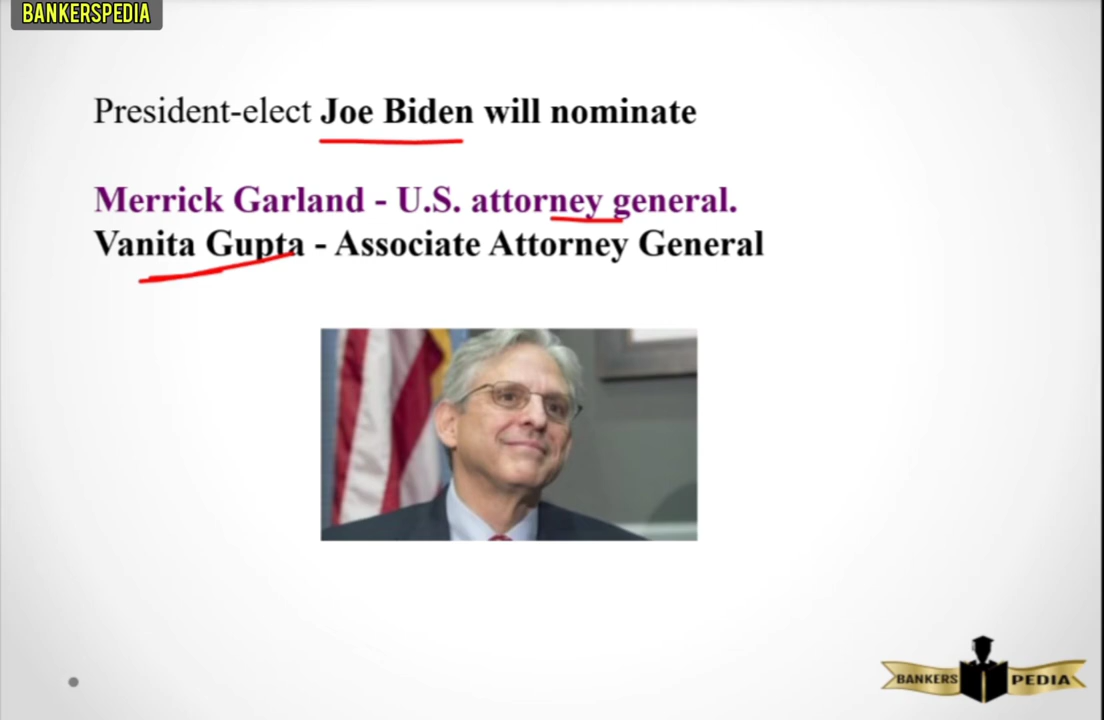 BANKERSPEDIA
President-elect Joe Biden will nominate
Merrick Garland - U.S. attorney general.
Vanita Gupta - Associate Attorney General
BANKERS PEDIA